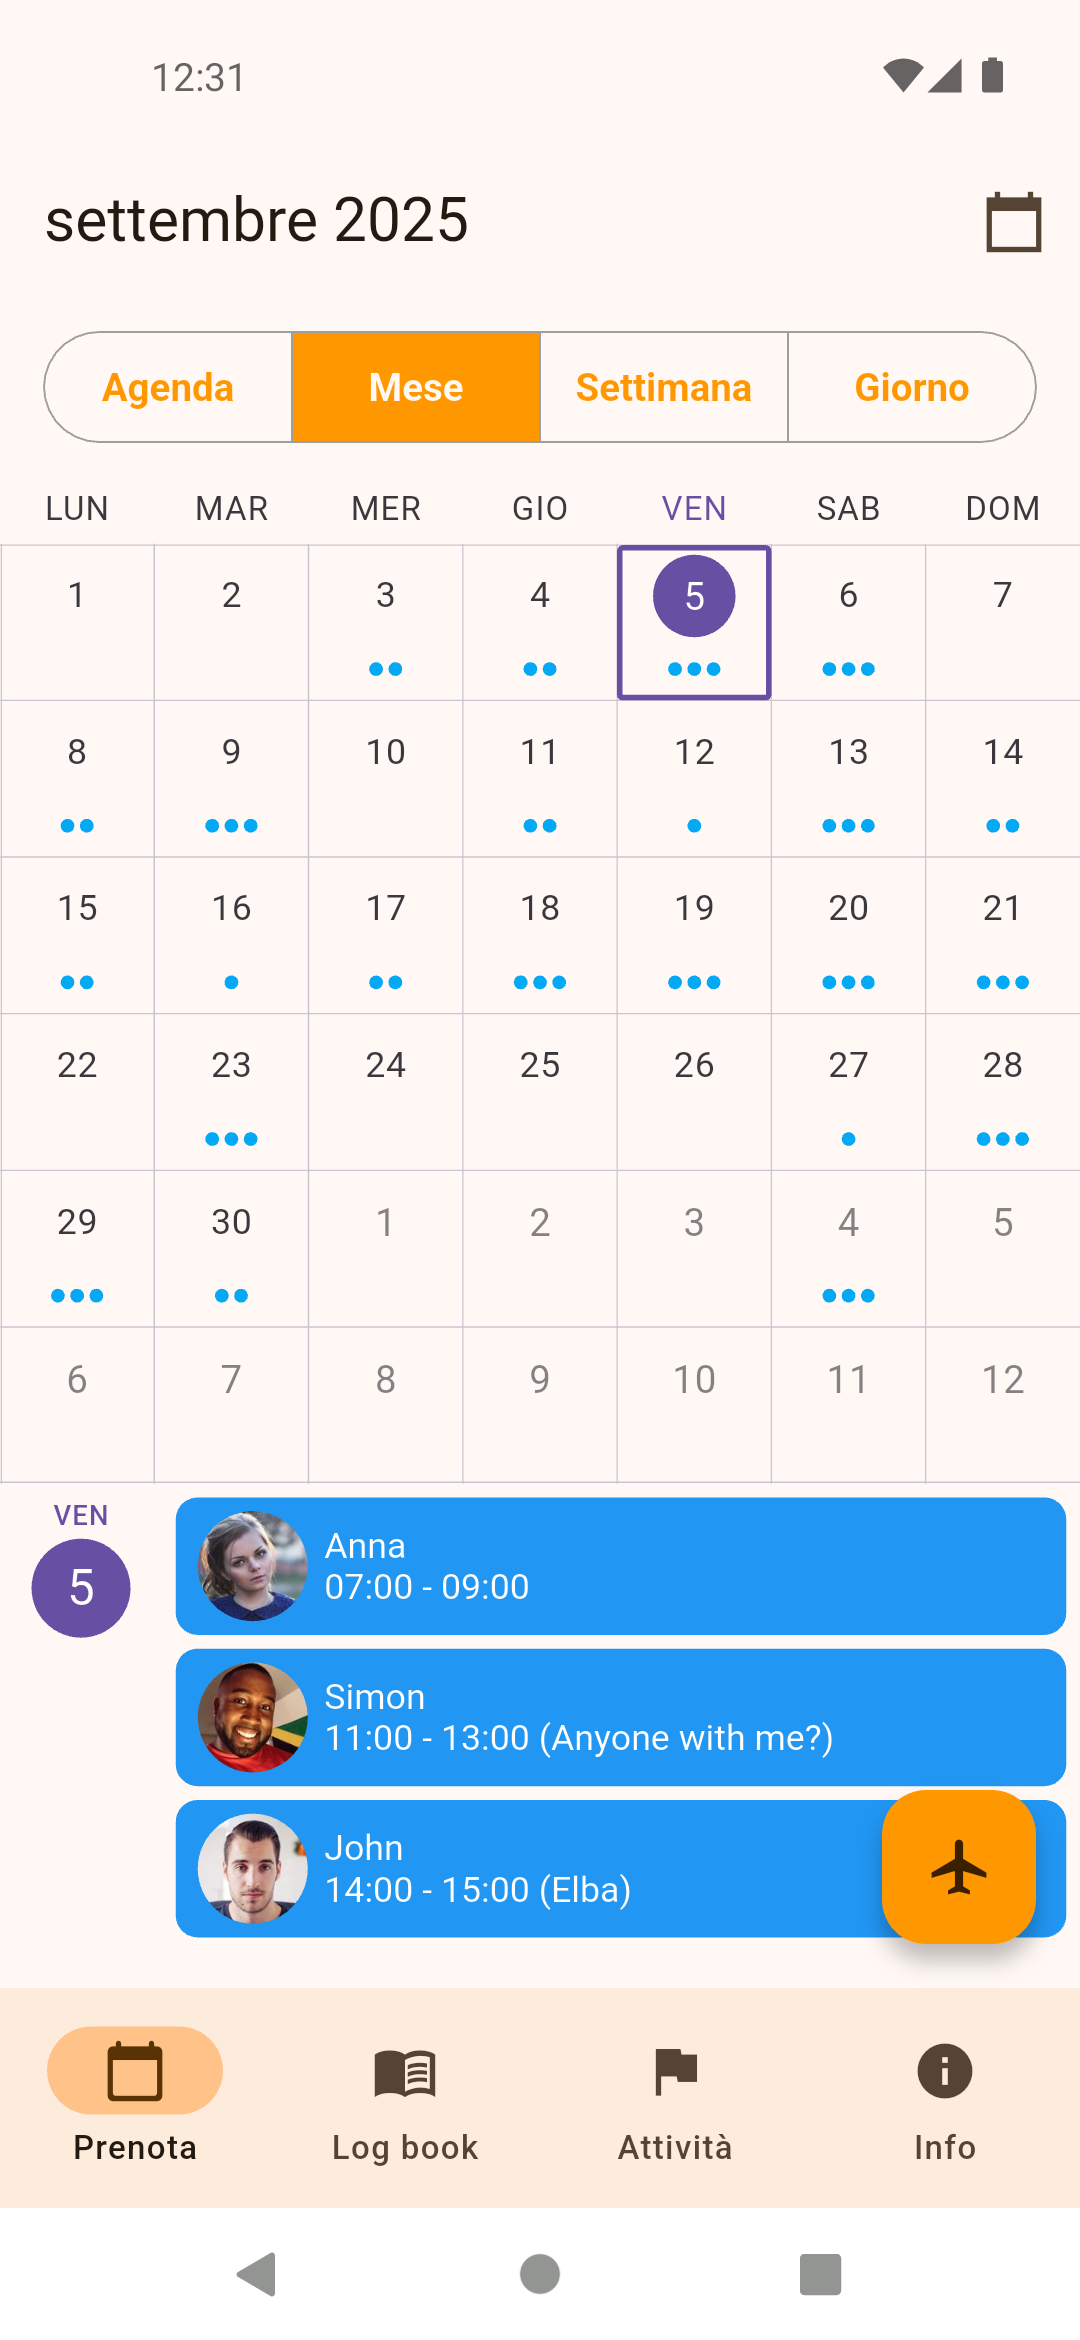 12:31
settembre 2025
Agenda Mese Settimana Giorno
LUN MAR MER GIO VEN SAB DOM
1 2 3 4 5 6 7
8 9 10 11 12 13 14
15 16 17 18 19 20 21
22 23 24 25 26 27 28
29 30 1 2 3 4 5
6 7 8 9 10 11 12
VEN
5
Anna
07:00 - 09:00
Simon
11:00 - 13:00 (Anyone with me?)
John
14:00 - 15:00 (Elba)
Prenota Log book Attività Info